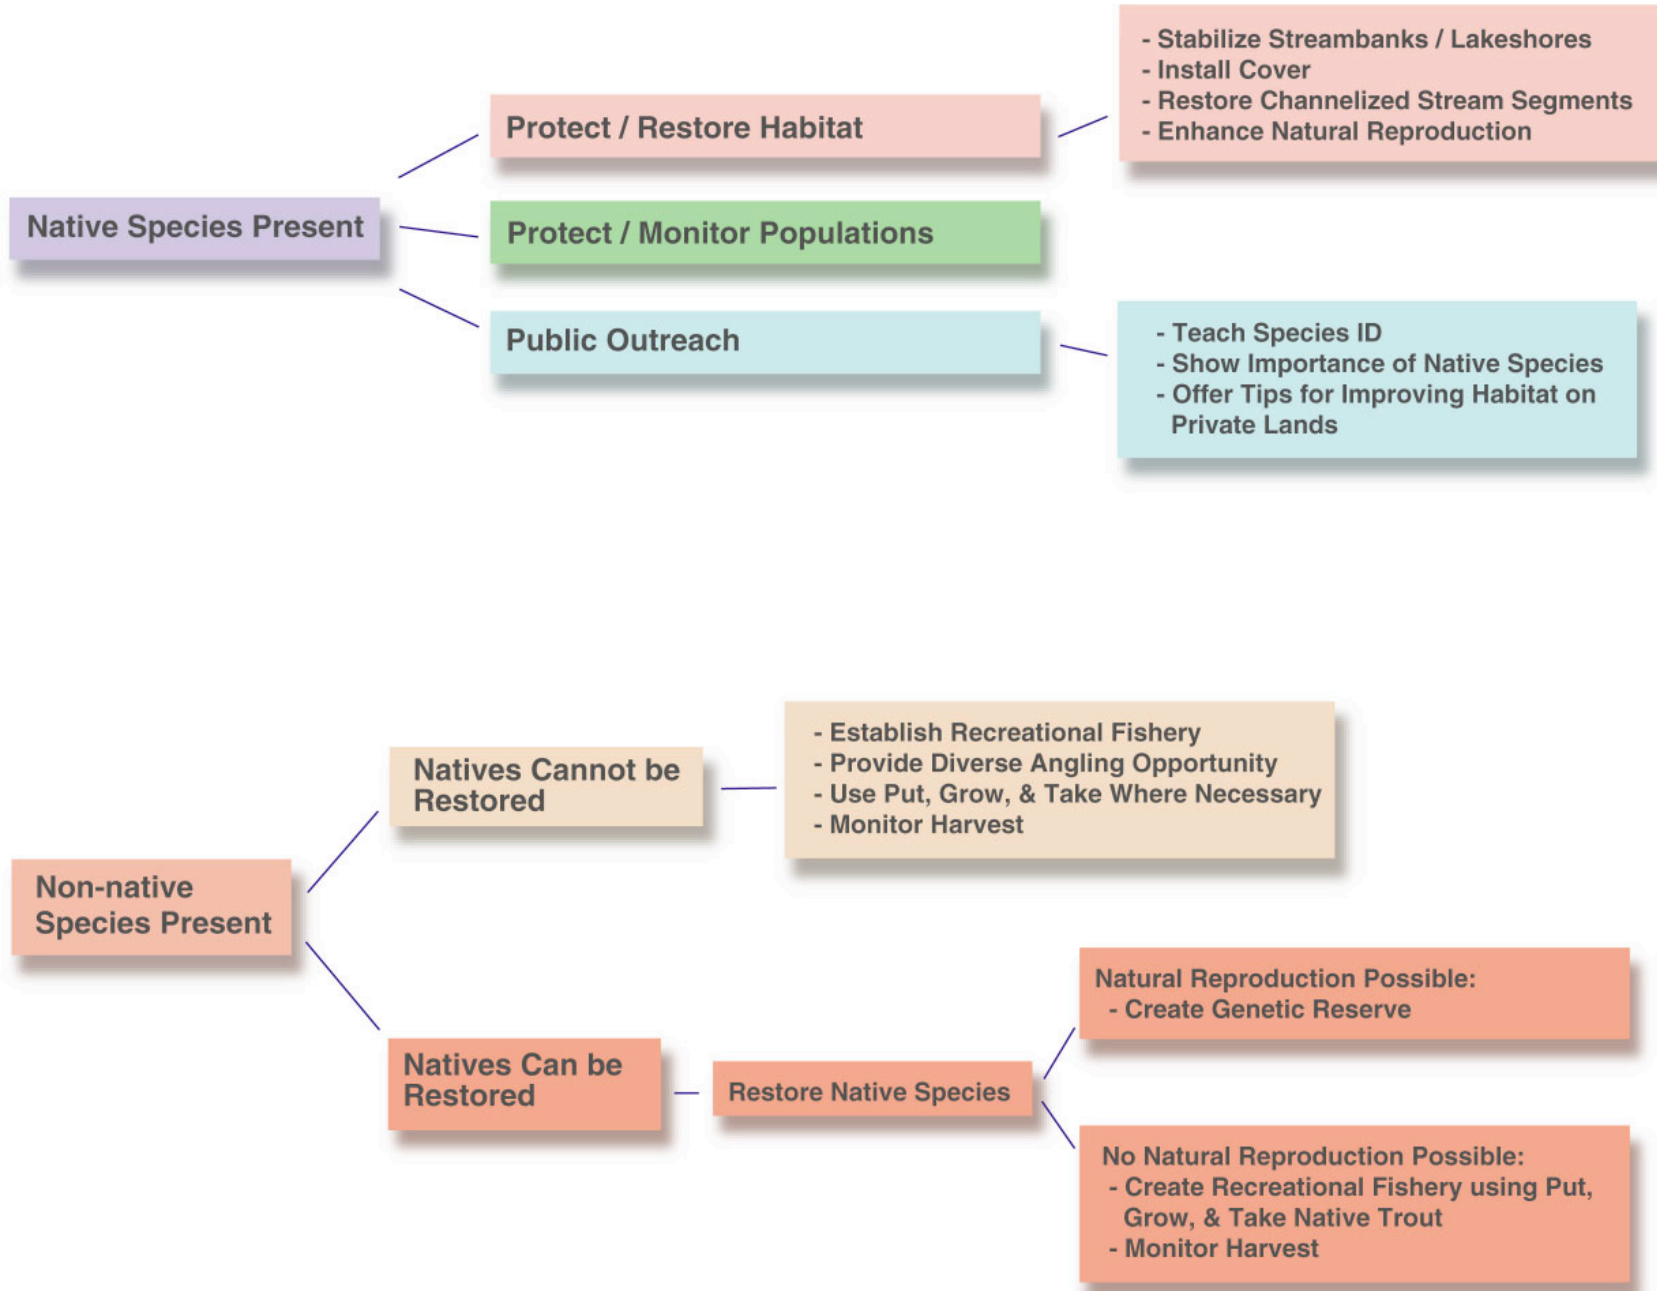 - Stabilize Streambanks / Lakeshores
- Install Cover
- Restore Channelized Stream Segments
- Enhance Natural Reproduction
Protect / Restore Habitat
Native Species Present
Protect / Monitor Populations
Public Outreach
- Teach Species ID
- Show Importance of Native Species
- Offer Tips for Improving Habitat on
Private Lands
- Establish Recreational Fishery
- Provide Diverse Angling Opportunity
- Use Put, Grow, & Take Where Necessary
- Monitor Harvest
Natives Cannot be
Restored
Non-native
Species Present
Natives Can be
Restored
Restore Native Species
Natural Reproduction Possible:
- Create Genetic Reserve
No Natural Reproduction Possible:
- Create Recreational Fishery using Put,
Grow, & Take Native Trout
- Monitor Harvest